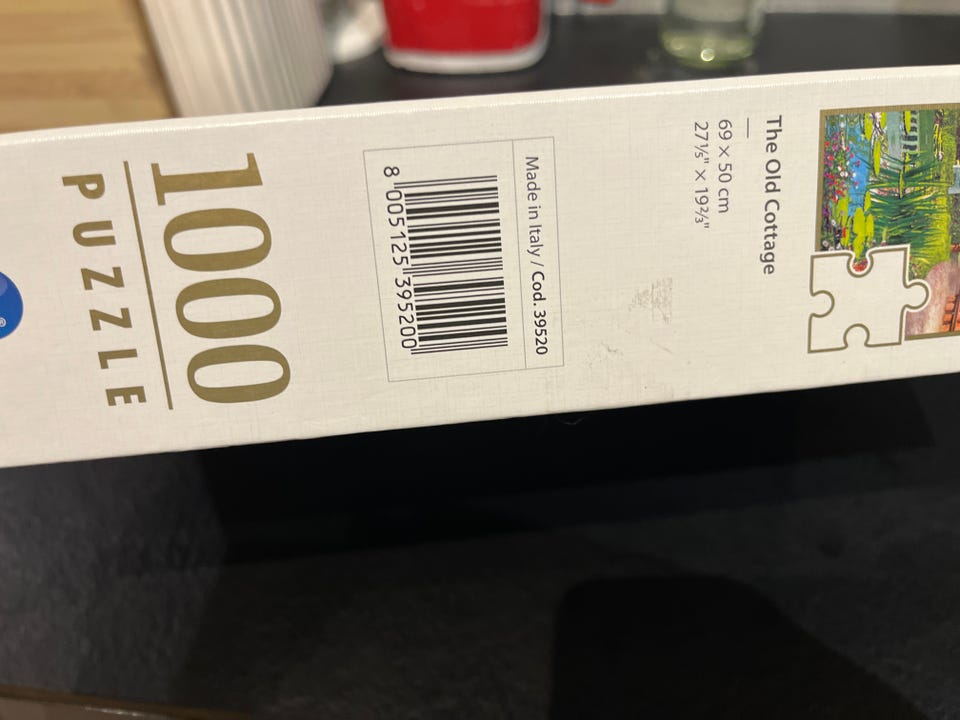 The Old Cottage
69 × 50 cm
27⅕" × 19⅔"
Made in Italy / Cod. 39520
8 005125 395200
1000
PUZZLE
®